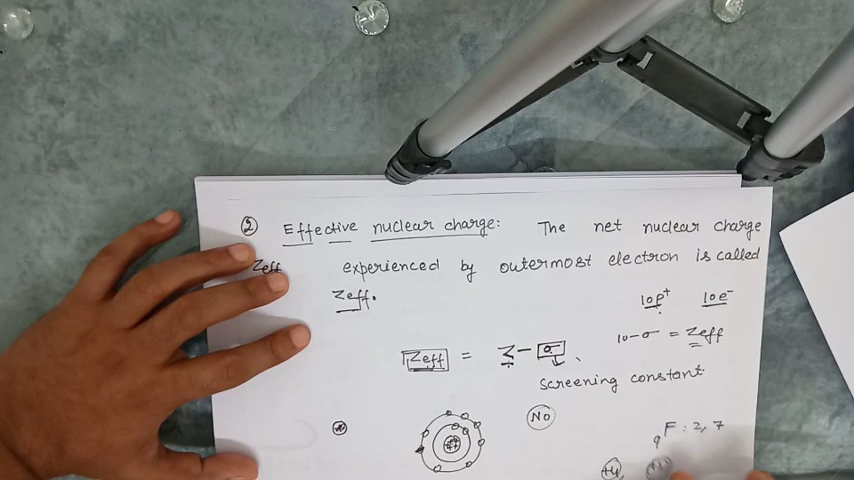 ② Effective nuclear charge: The net nuclear charge
Zeff experienced by outermost electron is called
Zeff.
10p⁺ 10e⁻
10-σ = Zeff
Zeff = Z-σ
screening constant
No
₉F: 2, 7
+4